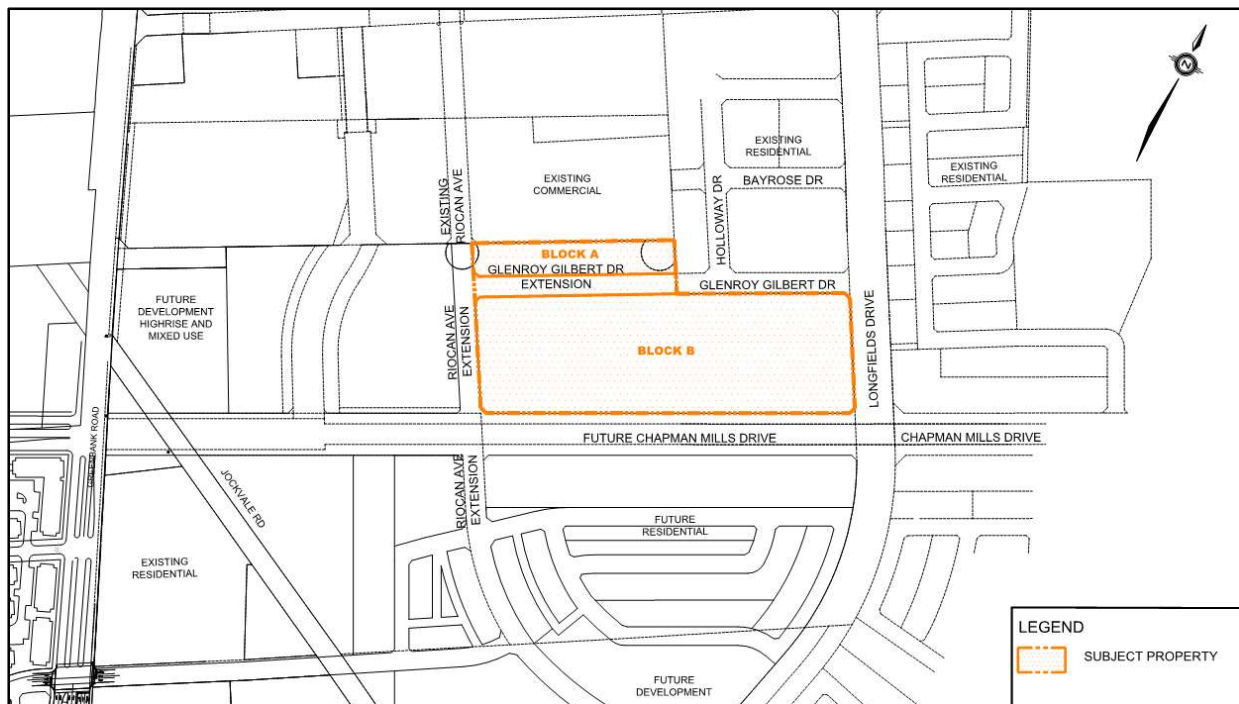 N
EXISTING
RESIDENTIAL
EXISTING
RESIDENTIAL
EXISTING
COMMERCIAL
BAYROSE DR
EXISTING
RIOCAN AVE
HOLLOWAY DR
BLOCK A
GLENROY GILBERT DR
EXTENSION
GLENROY GILBERT DR
FUTURE
DEVELOPMENT
HIGHRISE AND
MIXED USE
RIOCAN AVE
EXTENSION
BLOCK B
LONGFIELDS DRIVE
GREENBANK ROAD
FUTURE CHAPMAN MILLS DRIVE
CHAPMAN MILLS DRIVE
JOCKVALE RD
RIOCAN AVE
EXTENSION
FUTURE
RESIDENTIAL
EXISTING
RESIDENTIAL
LEGEND
SUBJECT PROPERTY
FUTURE
DEVELOPMENT